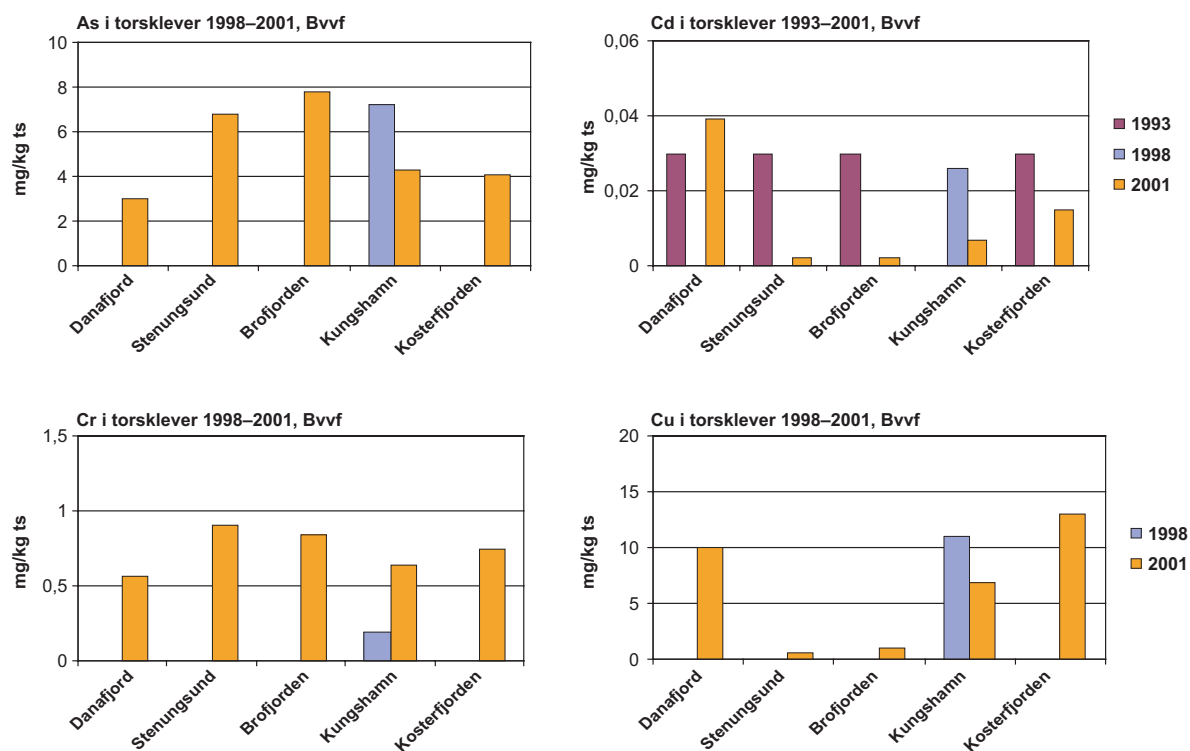 As i torsklever 1998–2001, Bvvf
mg/kg ts
10
8
6
4
2
0
Danafjord
Stenungsund
Brofjorden
Kungshamn
Kosterfjorden
Cd i torsklever 1993–2001, Bvvf
mg/kg ts
0,06
0,04
0,02
0
Danafjord
Stenungsund
Brofjorden
Kungshamn
Kosterfjorden
1993
1998
2001
Cr i torsklever 1998–2001, Bvvf
mg/kg ts
1,5
1
0,5
0
Danafjord
Stenungsund
Brofjorden
Kungshamn
Kosterfjorden
Cu i torsklever 1998–2001, Bvvf
mg/kg ts
20
15
10
5
0
Danafjord
Stenungsund
Brofjorden
Kungshamn
Kosterfjorden
1998
2001